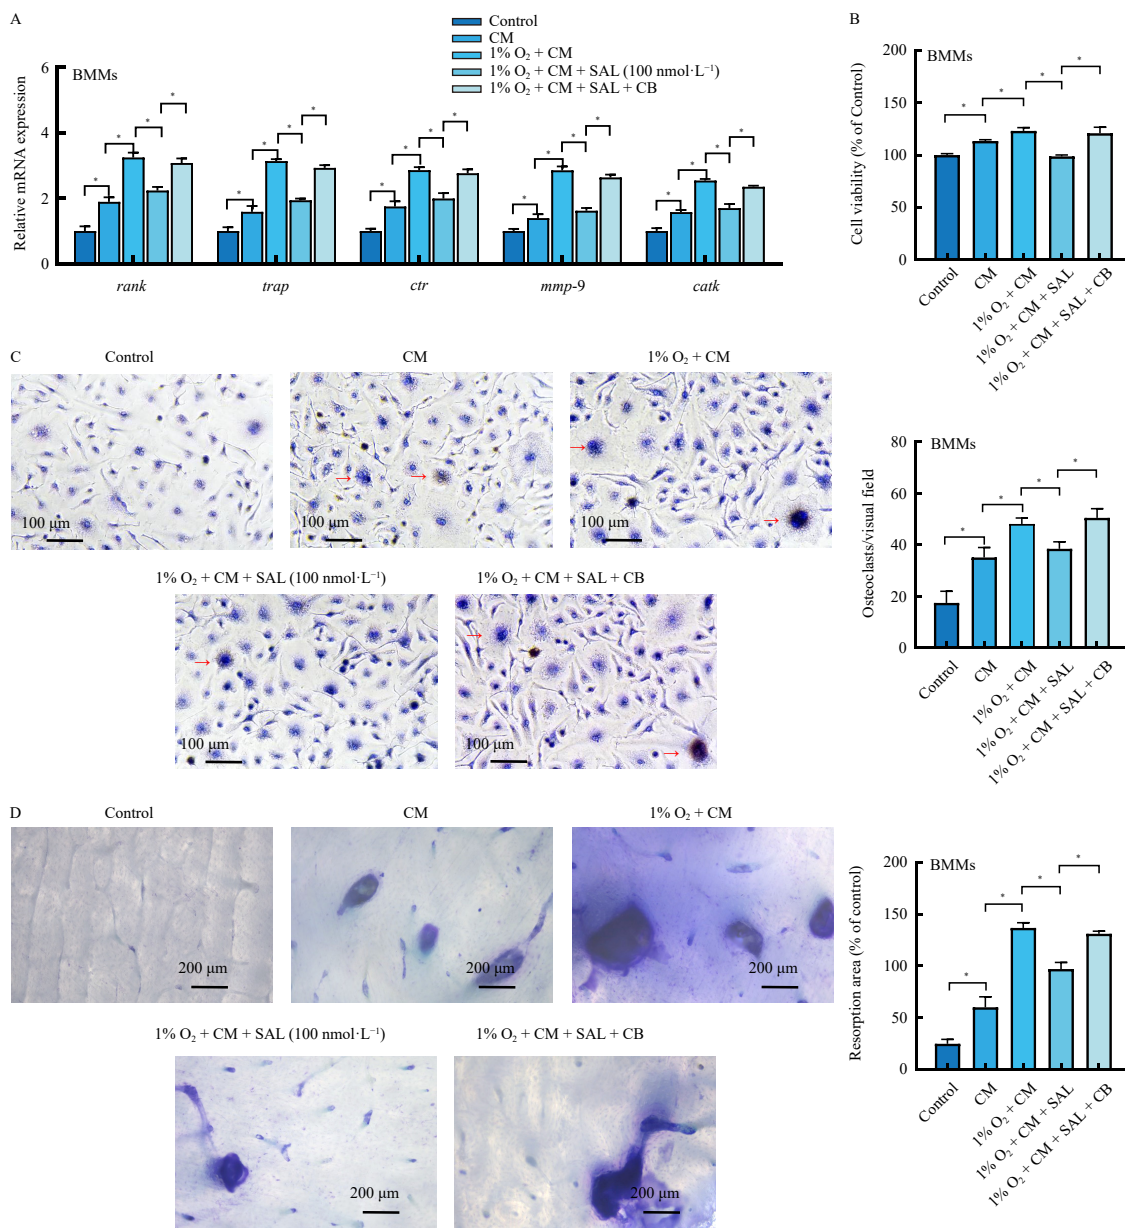 A
Control
CM
1% O₂ + CM
1% O₂ + CM + SAL (100 nmol·L⁻¹)
1% O₂ + CM + SAL + CB
BMMs
Relative mRNA expression
6
4
2
0
* * * *
* * * *
* * * *
* * * *
* * * *
rank
trap
ctr
mmp-9
catk
B
BMMs
Cell viability (% of Control)
200
150
100
50
0
* * * *
Control
CM
1% O₂ + CM
1% O₂ + CM + SAL
1% O₂ + CM + SAL + CB
C
Control
CM
1% O₂ + CM
100 μm
100 μm
100 μm
1% O₂ + CM + SAL (100 nmol·L⁻¹)
1% O₂ + CM + SAL + CB
100 μm
100 μm
BMMs
Osteoclasts/visual field
80
60
40
20
0
* * * *
Control
CM
1% O₂ + CM
1% O₂ + CM + SAL
1% O₂ + CM + SAL + CB
D
Control
CM
1% O₂ + CM
200 μm
200 μm
200 μm
1% O₂ + CM + SAL (100 nmol·L⁻¹)
1% O₂ + CM + SAL + CB
200 μm
200 μm
BMMs
Resorption area (% of control)
200
150
100
50
0
* * * *
Control
CM
1% O₂ + CM
1% O₂ + CM + SAL
1% O₂ + CM + SAL + CB